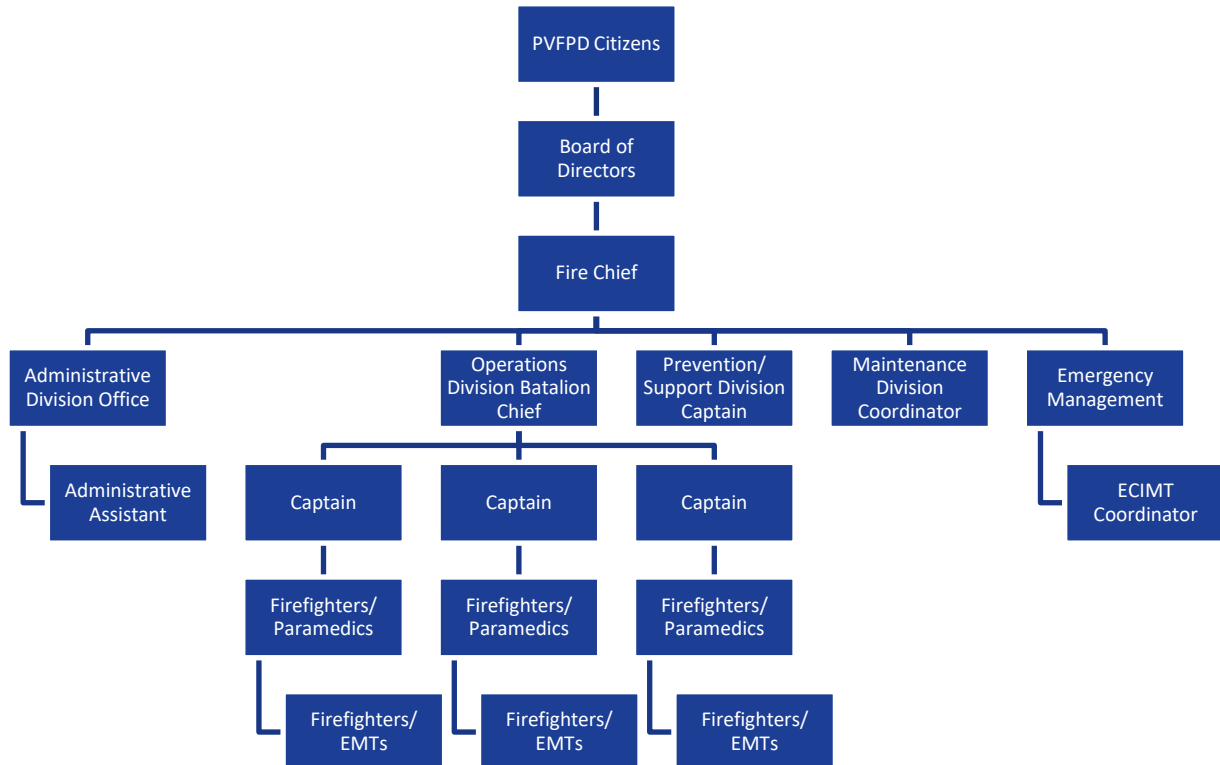 PVFPD Citizens
Board of
Directors
Fire Chief
Administrative
Division Office
Operations
Division Batalion
Chief
Prevention/
Support Division
Captain
Maintenance
Division
Coordinator
Emergency
Management
Administrative
Assistant
Captain
Captain
Captain
ECIMT
Coordinator
Firefighters/
Paramedics
Firefighters/
Paramedics
Firefighters/
Paramedics
Firefighters/
EMTs
Firefighters/
EMTs
Firefighters/
EMTs